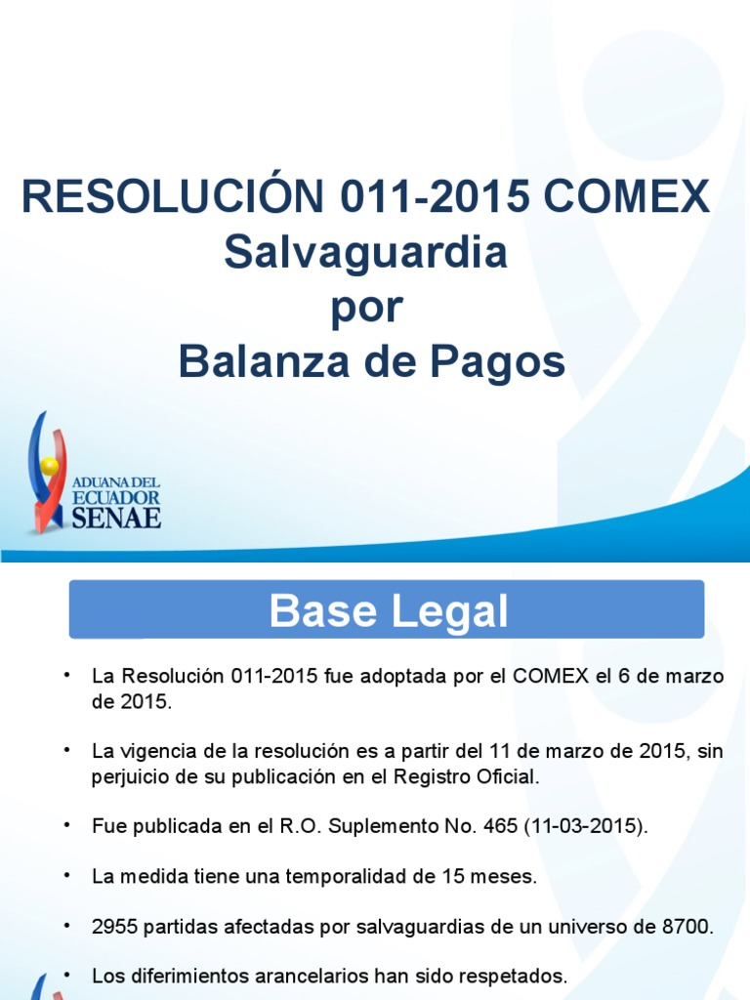 RESOLUCIÓN 011-2015 COMEX
Salvaguardia
por
Balanza de Pagos
ADUANA DEL
ECUADOR
SENAE
Base Legal
• La Resolución 011-2015 fue adoptada por el COMEX el 6 de marzo
de 2015.
• La vigencia de la resolución es a partir del 11 de marzo de 2015, sin
perjuicio de su publicación en el Registro Oficial.
• Fue publicada en el R.O. Suplemento No. 465 (11-03-2015).
• La medida tiene una temporalidad de 15 meses.
• 2955 partidas afectadas por salvaguardias de un universo de 8700.
• Los diferimientos arancelarios han sido respetados.